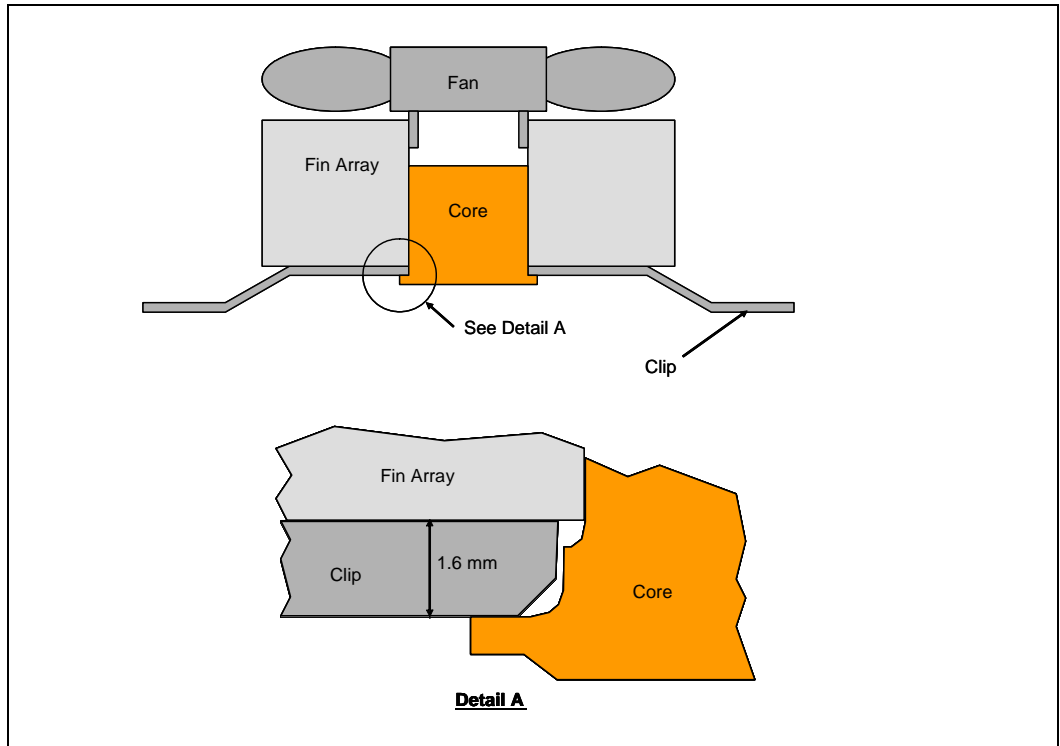 Fan
Fin Array
Core
See Detail A
Clip
Fin Array
1.6 mm
Clip
Core
Detail A